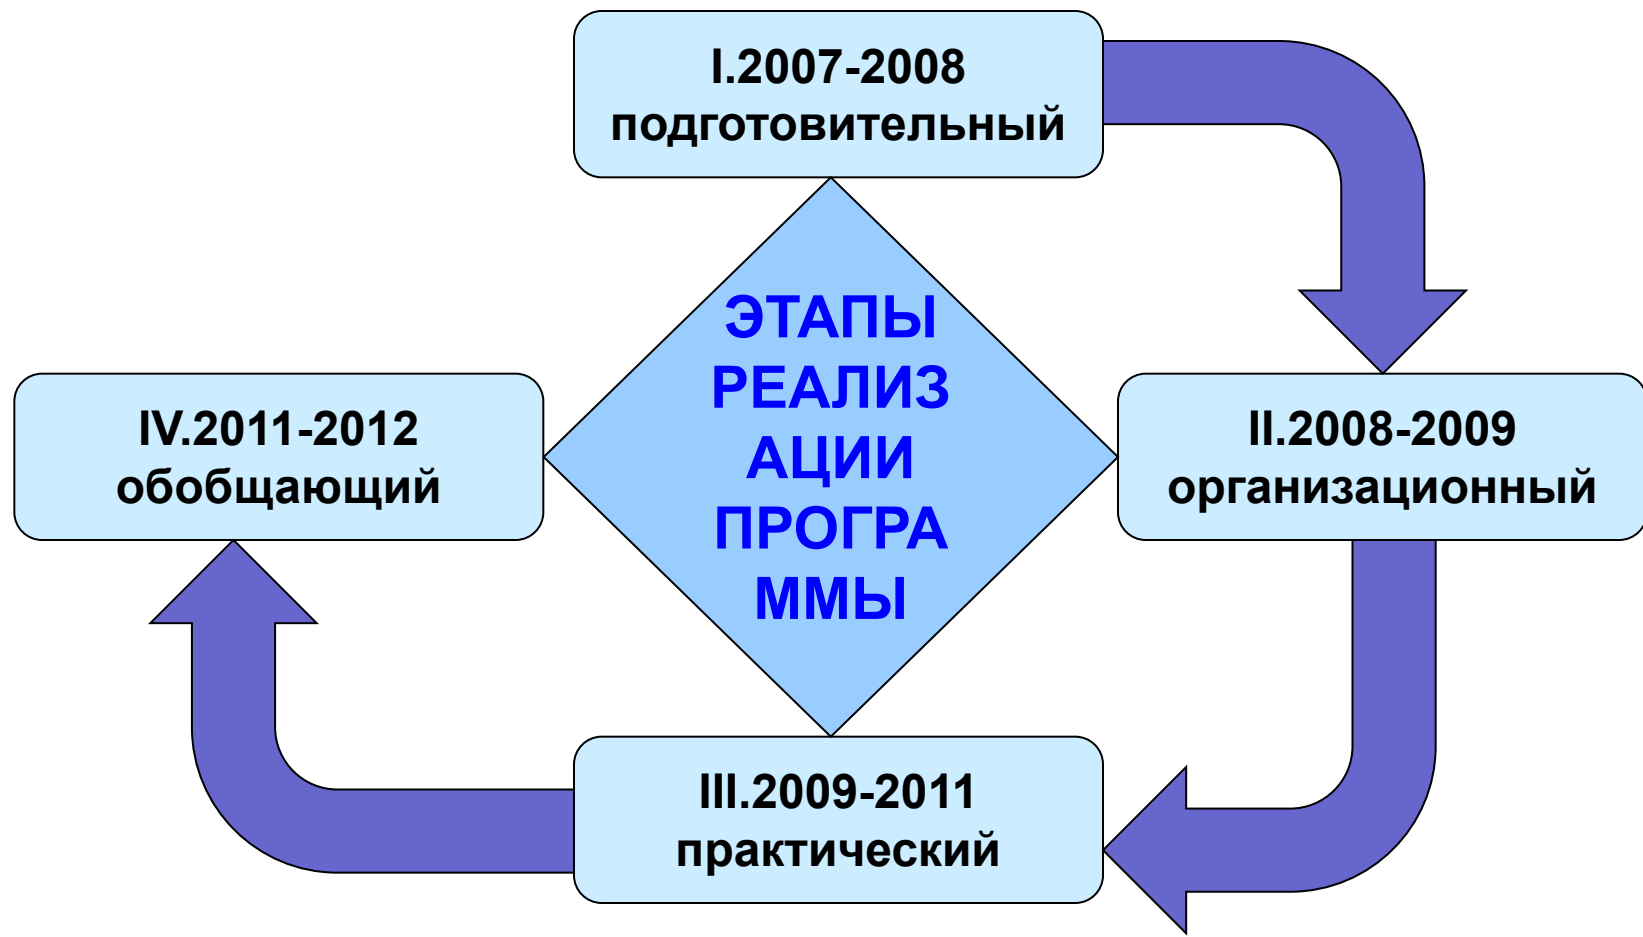 I.2007-2008
подготовительный
ЭТАПЫ
РЕАЛИЗ
АЦИИ
ПРОГРА
ММЫ
IV.2011-2012
обобщающий
II.2008-2009
организационный
III.2009-2011
практический